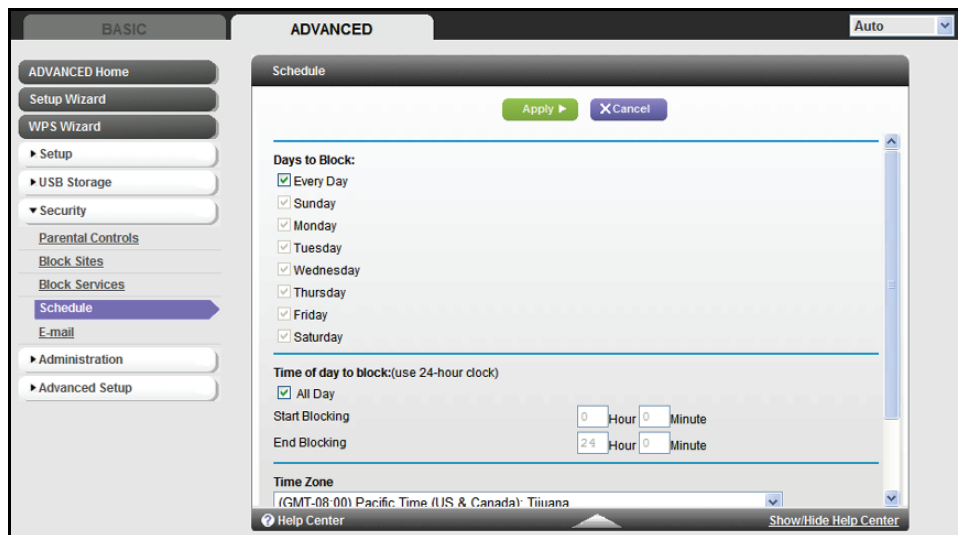 BASIC
ADVANCED
Auto
ADVANCED Home
Setup Wizard
WPS Wizard
Setup
USB Storage
Security
Parental Controls
Block Sites
Block Services
Schedule
E-mail
Administration
Advanced Setup
Schedule
Apply
Cancel
Days to Block:
Every Day
Sunday
Monday
Tuesday
Wednesday
Thursday
Friday
Saturday
Time of day to block:(use 24-hour clock)
All Day
Start Blocking 0 Hour 0 Minute
End Blocking 24 Hour 0 Minute
Time Zone
(GMT-08:00) Pacific Time (US & Canada); Tijuana
Help Center
Show/Hide Help Center